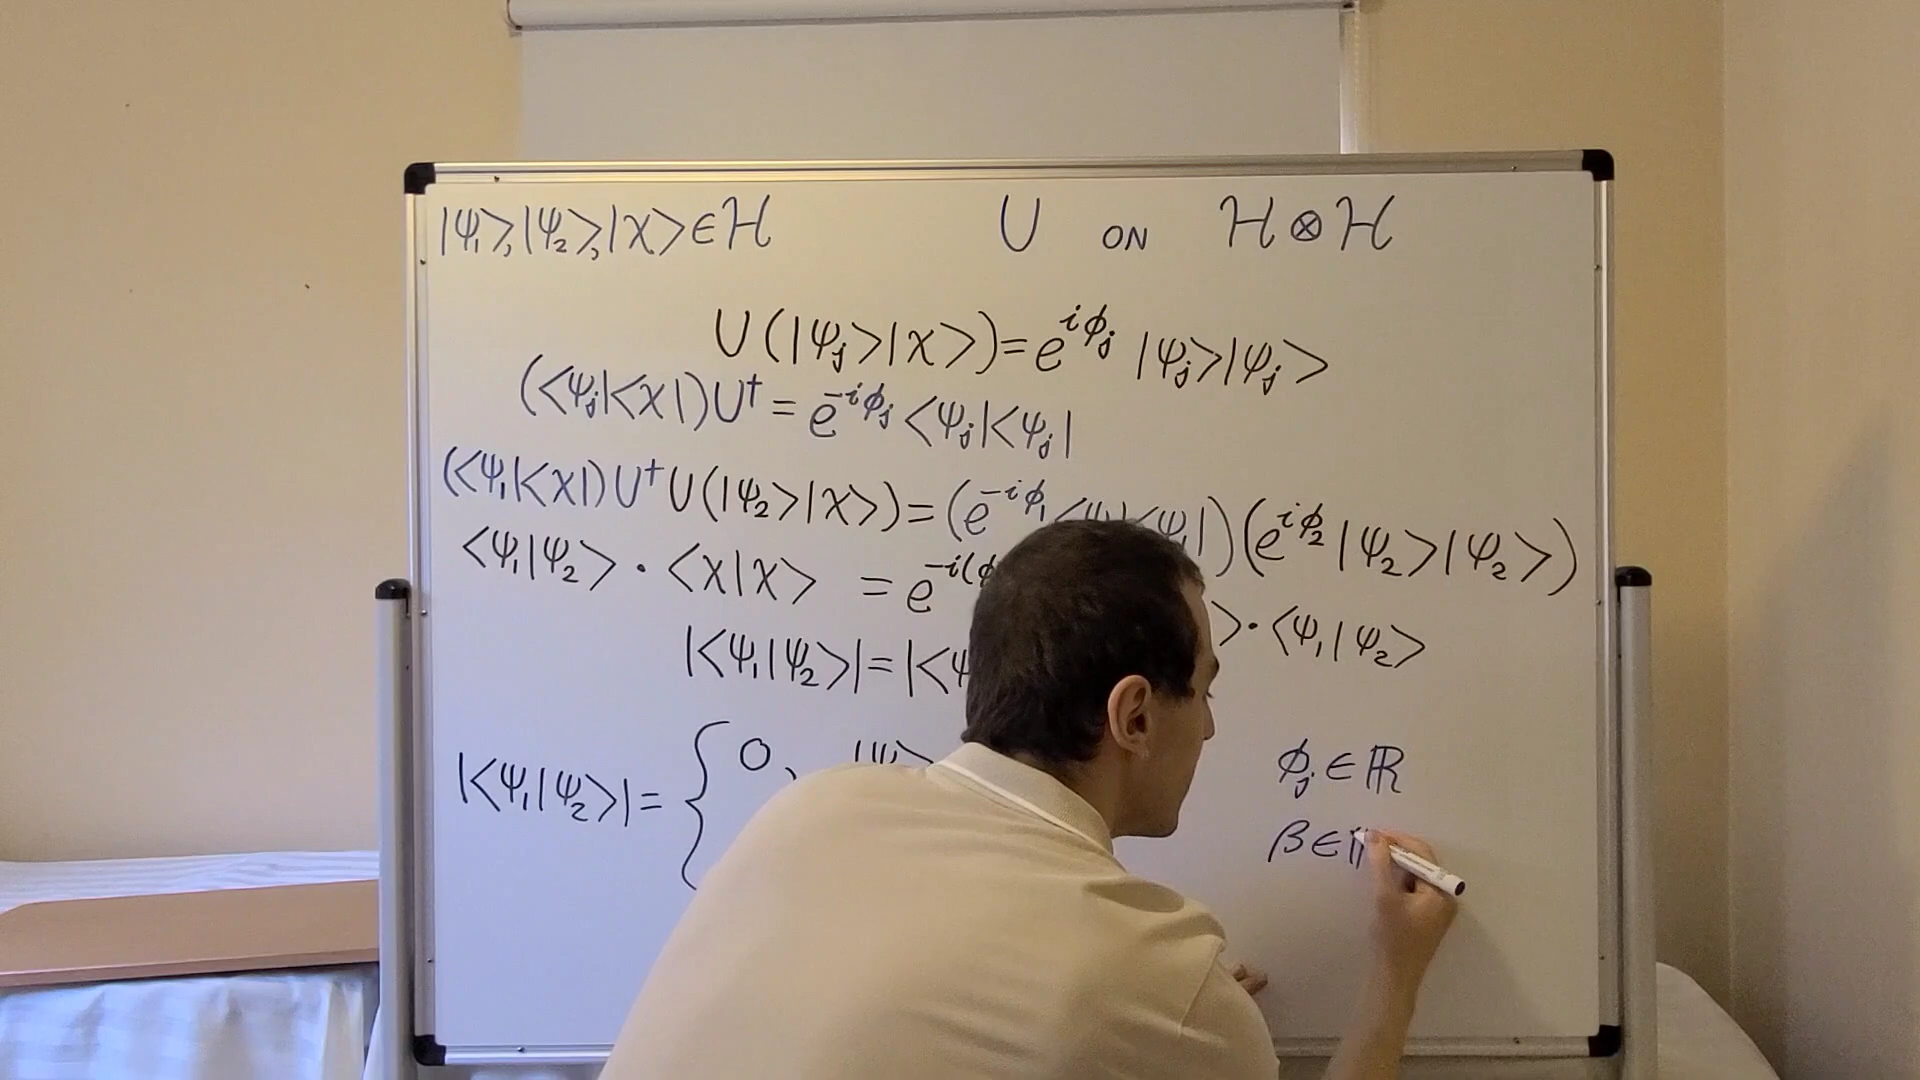 |ψ₁>,|ψ₂>,|χ>∈ℋ U ON ℋ⊗ℋ
U(|ψⱼ>|χ>)=e^{iϕⱼ} |ψⱼ>|ψⱼ>
(<ψⱼ|<χ|)U†=e^{-iϕⱼ}<ψⱼ|<ψⱼ|
(<ψ₁|<χ|)U†U(|ψ₂>|χ>)=(e^{-iϕ₁}<ψ₁|<ψ₁|)(e^{iϕ₂}|ψ₂>|ψ₂>)
<ψ₁|ψ₂>·<χ|χ> =e^{-i(ϕ >·<ψ₁|ψ₂>
|<ψ₁|ψ₂>|=|<ψ
|<ψ₁|ψ₂>|={ 0, |ψ₁>
ϕⱼ∈ℝ
β∈